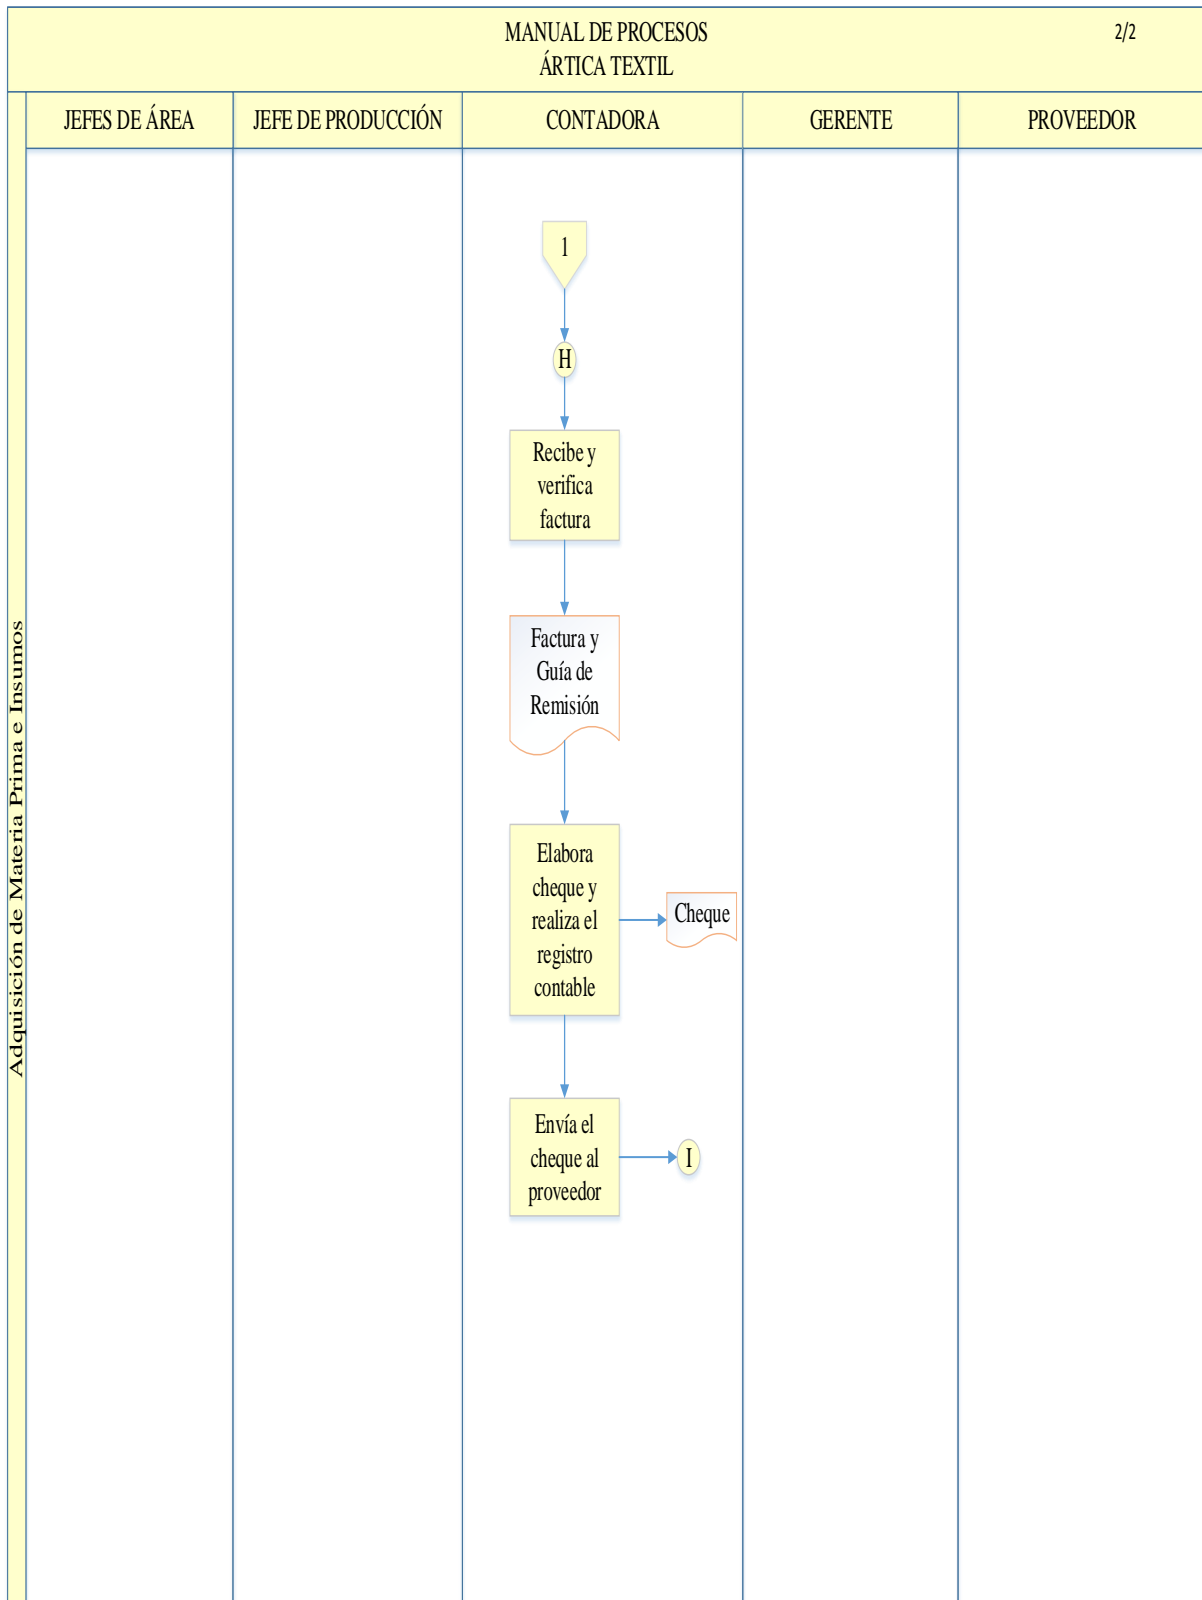 MANUAL DE PROCESOS
ÁRTICA TEXTIL
2/2
JEFES DE ÁREA
JEFE DE PRODUCCIÓN
CONTADORA
GERENTE
PROVEEDOR
Adquisición de Materia Prima e Insumos
1
H
Recibe y
verifica
factura
Factura y
Guía de
Remisión
Elabora
cheque y
realiza el
registro
contable
Cheque
Envía el
cheque al
proveedor
I